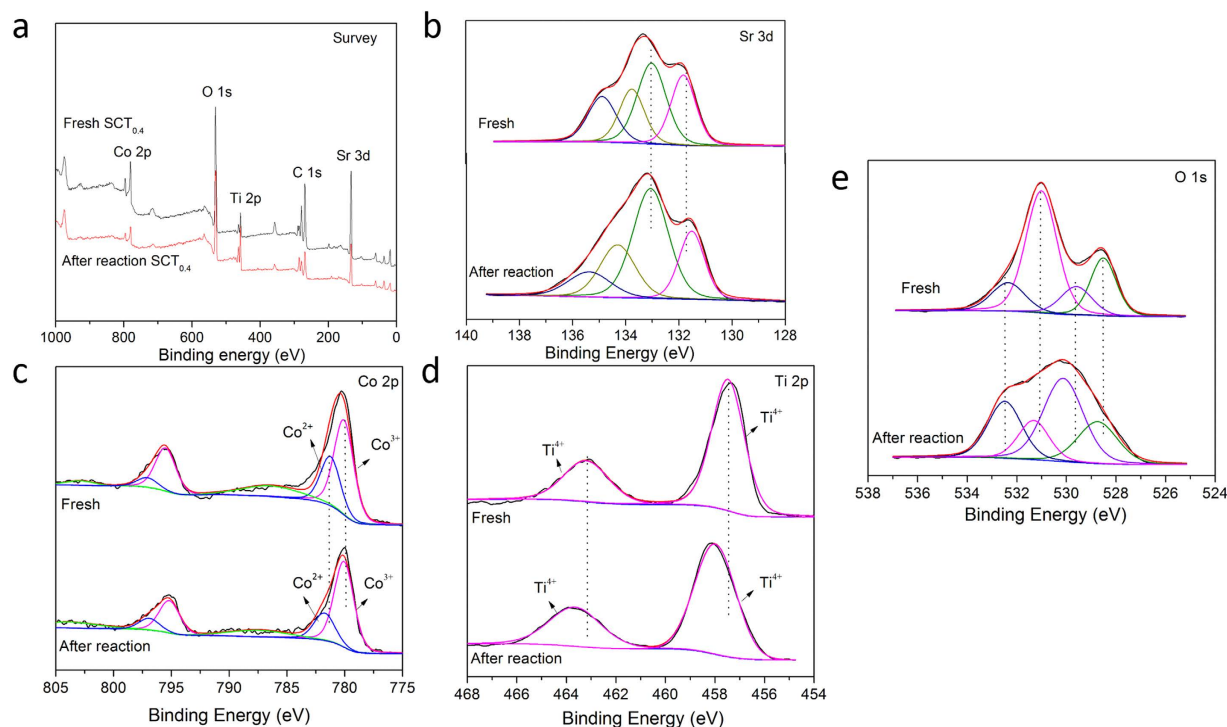 a
Survey
O 1s
Fresh SCT0.4
Co 2p
Ti 2p
C 1s
Sr 3d
After reaction SCT0.4
1000 800 600 400 200 0
Binding energy (eV)
b
Sr 3d
Fresh
After reaction
140 138 136 134 132 130 128
Binding Energy (eV)
c
Co 2p
Co2+
Co3+
Fresh
Co2+
Co3+
After reaction
805 800 795 790 785 780 775
Binding Energy (eV)
d
Ti 2p
Ti4+
Ti4+
Fresh
Ti4+
Ti4+
After reaction
468 466 464 462 460 458 456 454
Binding Energy (eV)
e
O 1s
Fresh
After reaction
538 536 534 532 530 528 526 524
Binding Energy (eV)